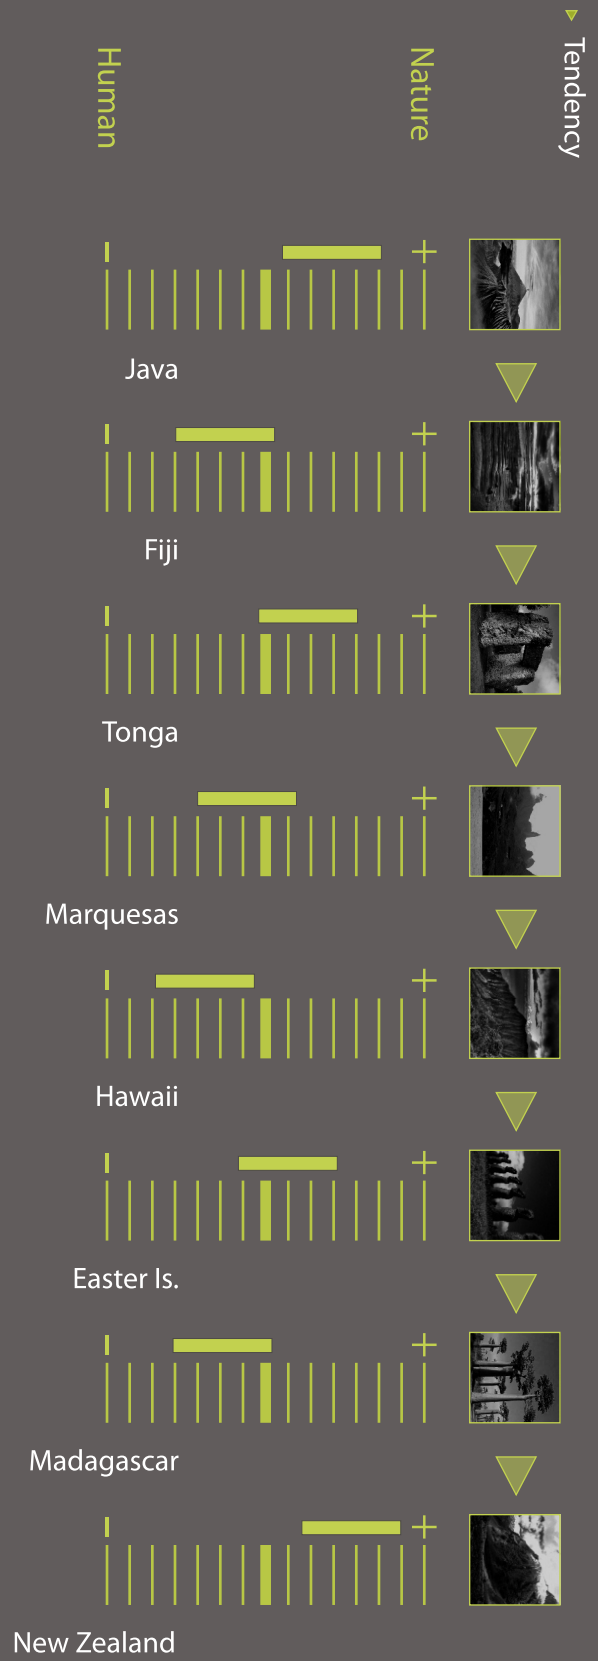 Tendency
Human
Nature
Java
Fiji
Tonga
Marquesas
Hawaii
Easter Is.
Madagascar
New Zealand